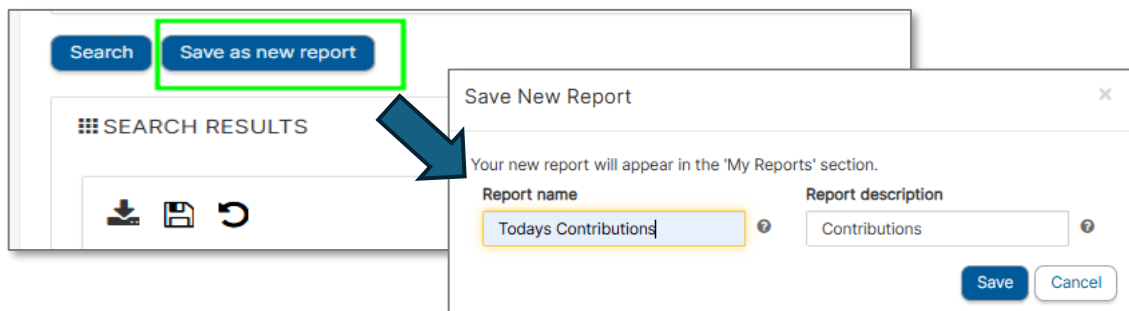 Search Save as new report
SEARCH RESULTS
Save New Report ×
Your new report will appear in the 'My Reports' section.
Report name Report description
Todays Contributions ? Contributions ?
Save Cancel